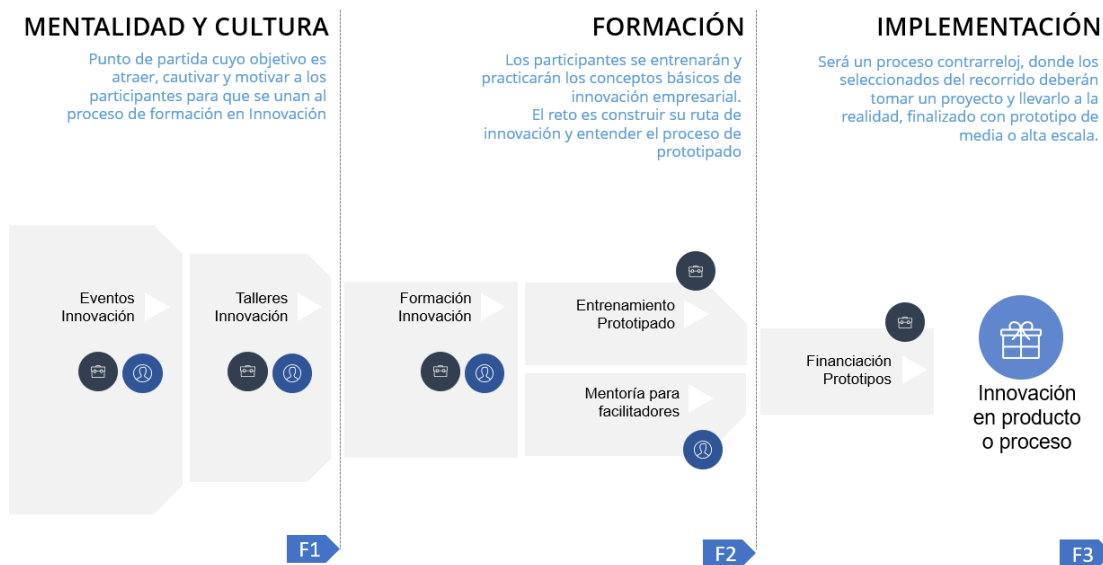 MENTALIDAD Y CULTURA
Punto de partida cuyo objetivo es
atraer, cautivar y motivar a los
participantes para que se unan al
proceso de formación en Innovación
FORMACIÓN
Los participantes se entrenarán y
practicarán los conceptos básicos de
innovación empresarial.
El reto es construir su ruta de
innovación y entender el proceso de
prototipado
IMPLEMENTACIÓN
Será un proceso contrarreloj, donde los
seleccionados del recorrido deberán
tomar un proyecto y llevarlo a la
realidad, finalizado con prototipo de
media o alta escala.
Eventos
Innovación
Talleres
Innovación
Formación
Innovación
Entrenamiento
Prototipado
Mentoría para
facilitadores
Financiación
Prototipos
Innovación
en producto
o proceso
F1
F2
F3